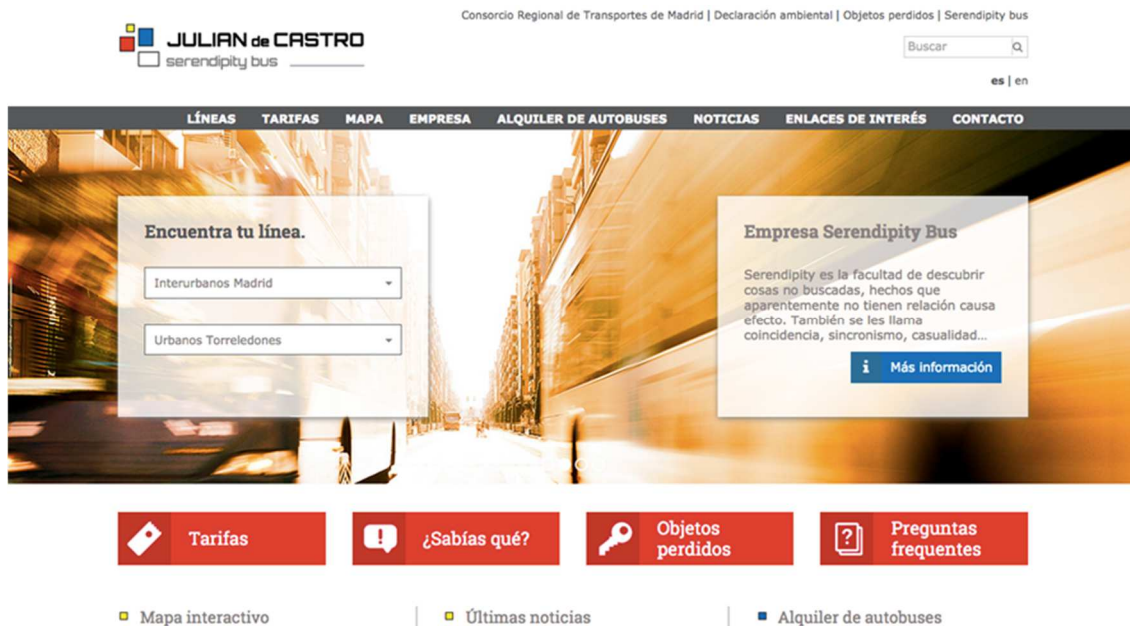 Consorcio Regional de Transportes de Madrid | Declaración ambiental | Objetos perdidos | Serendipity bus
JULIAN de CASTRO
serendipity bus
Buscar
es | en
LÍNEAS TARIFAS MAPA EMPRESA ALQUILER DE AUTOBUSES NOTICIAS ENLACES DE INTERÉS CONTACTO
Encuentra tu línea.
Interurbanos Madrid
Urbanos Torreledones
Empresa Serendipity Bus
Serendipity es la facultad de descubrir
cosas no buscadas, hechos que
aparentemente no tienen relación causa
efecto. También se les llama
coincidencia, sincronismo, casualidad...
i Más información
Tarifas
¿Sabías qué?
Objetos
perdidos
Preguntas
frequentes
Mapa interactivo
Últimas noticias
Alquiler de autobuses